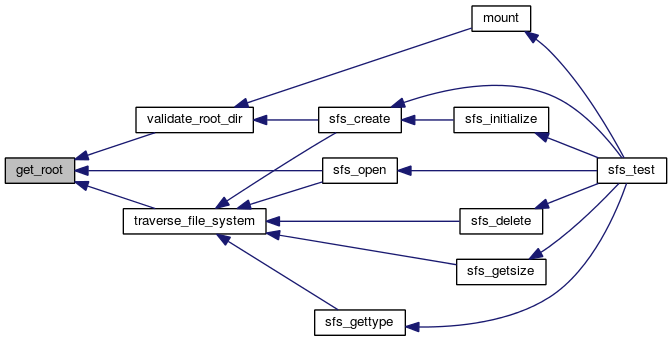 mount
validate_root_dir
sfs_create
sfs_initialize
get_root
sfs_open
sfs_test
traverse_file_system
sfs_delete
sfs_getsize
sfs_gettype